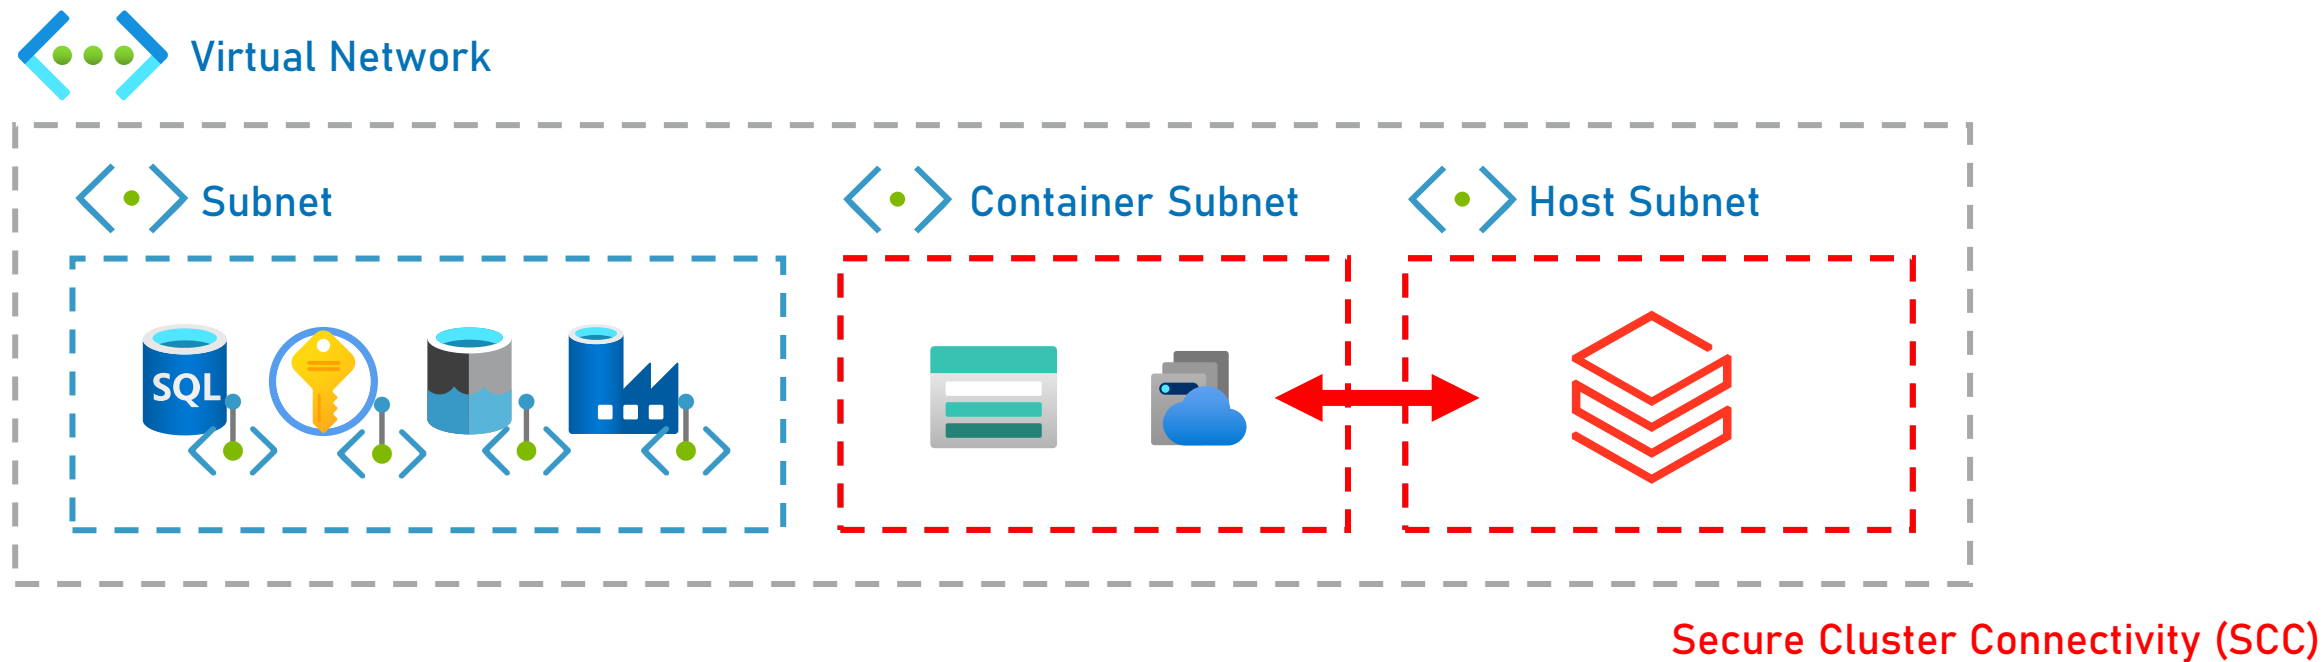 Virtual Network
Subnet
Container Subnet
Host Subnet
SQL
Secure Cluster Connectivity (SCC)